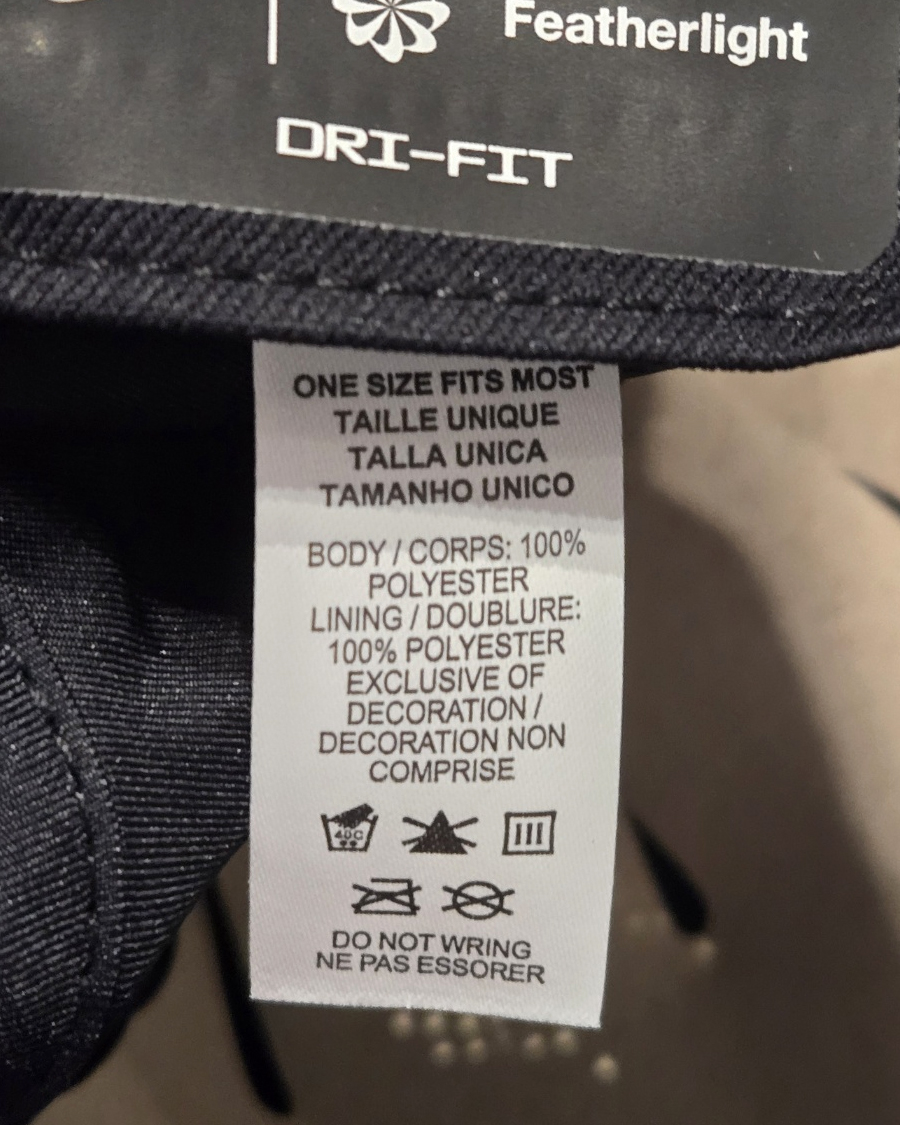 Featherlight
DRI-FIT
ONE SIZE FITS MOST
TAILLE UNIQUE
TALLA UNICA
TAMANHO UNICO
BODY / CORPS: 100%
POLYESTER
LINING / DOUBLURE:
100% POLYESTER
EXCLUSIVE OF
DECORATION /
DECORATION NON
COMPRISE
40C
DO NOT WRING
NE PAS ESSORER